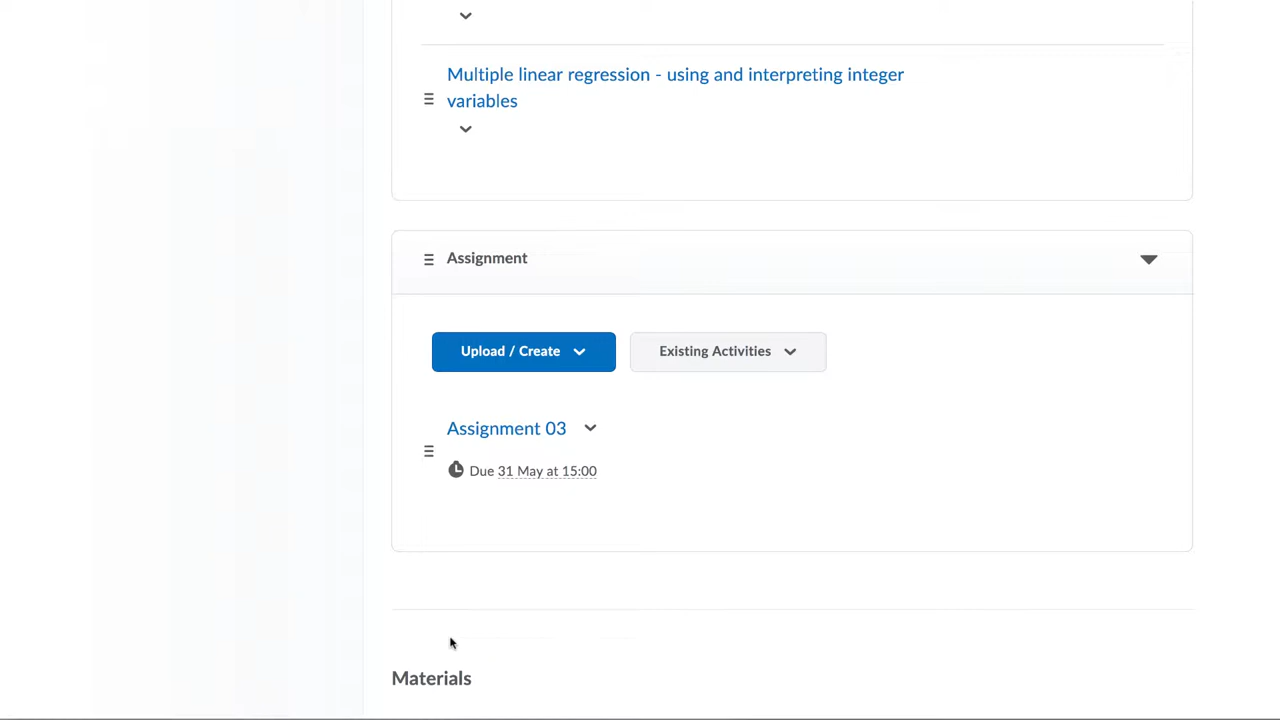 Multiple linear regression - using and interpreting integer
variables
Assignment
Upload / Create
Existing Activities
Assignment 03
Due 31 May at 15:00
Materials